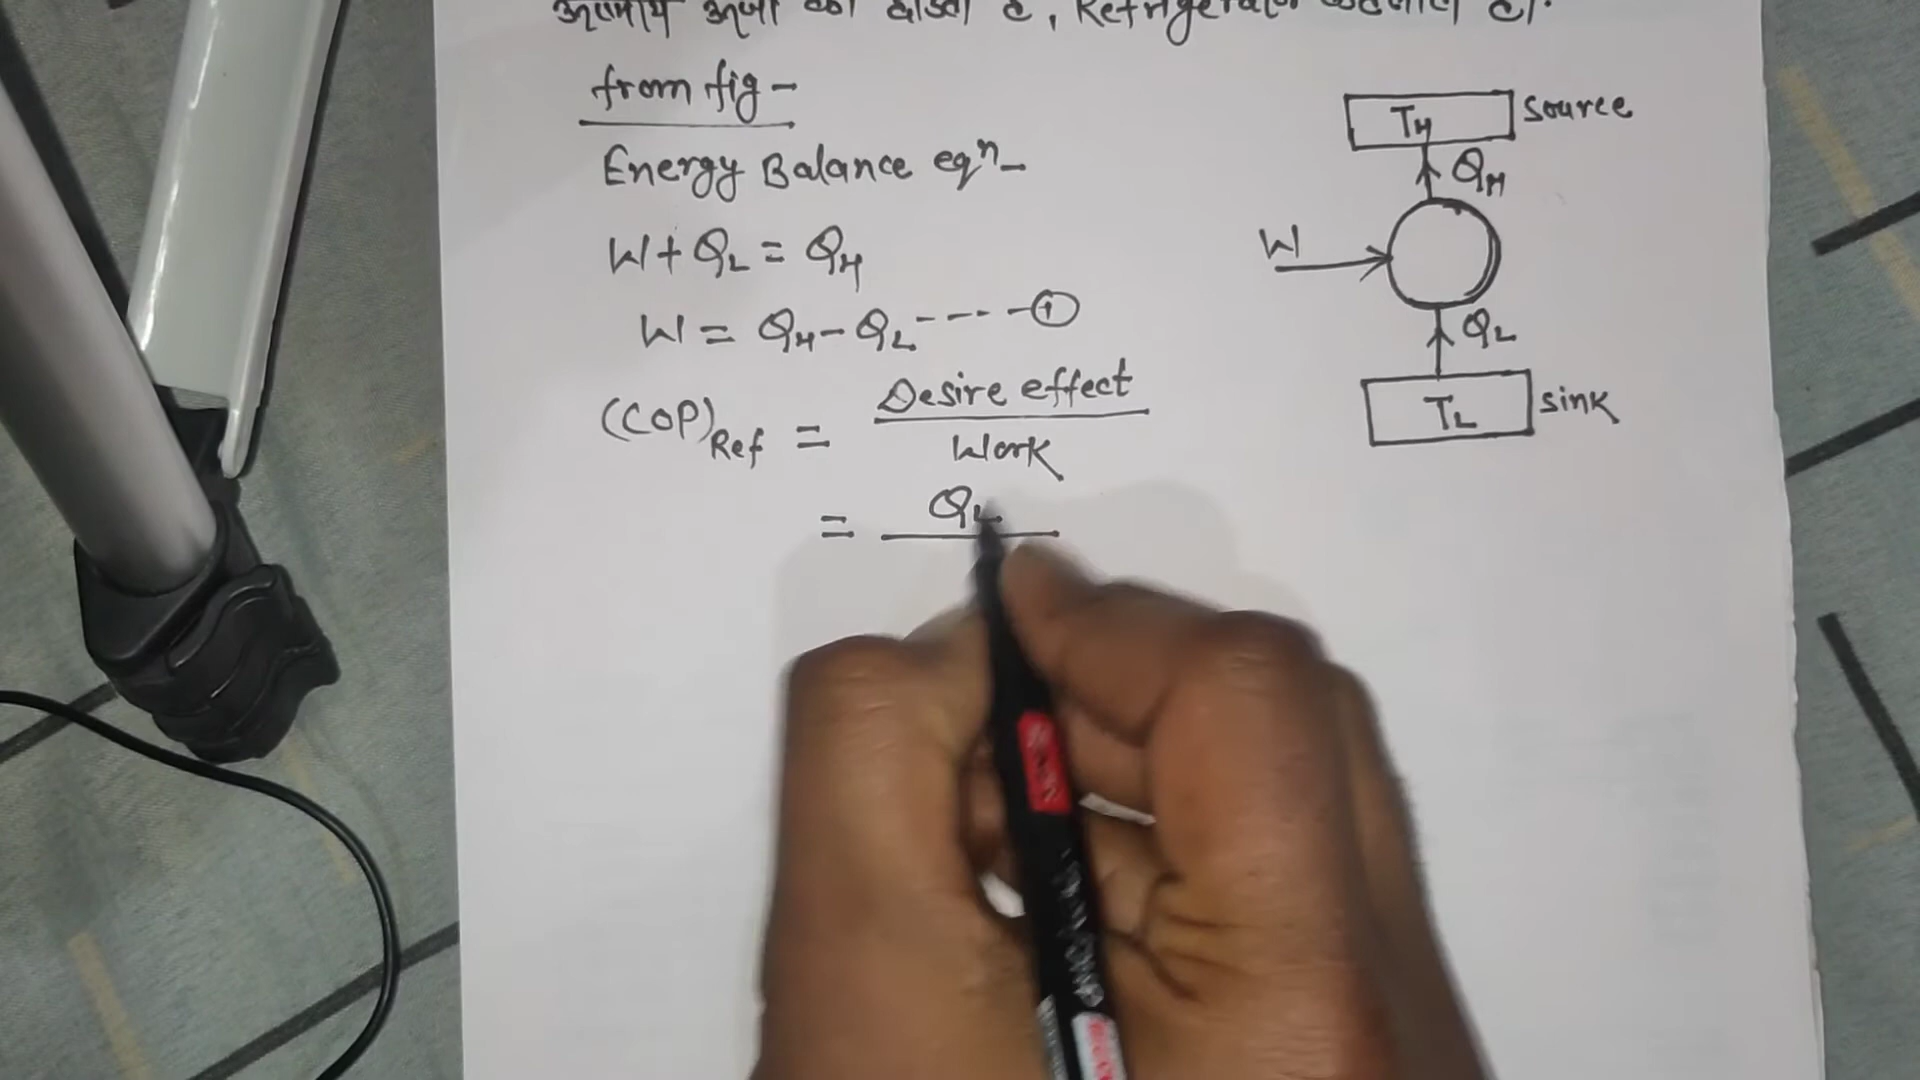 from fig -
Energy Balance eqⁿ -
W + QL = QH
W = QH - QL ---- ①
(COP)Ref = Desire effect
Work
= QL
TH source
QH
W
QL
TL sink